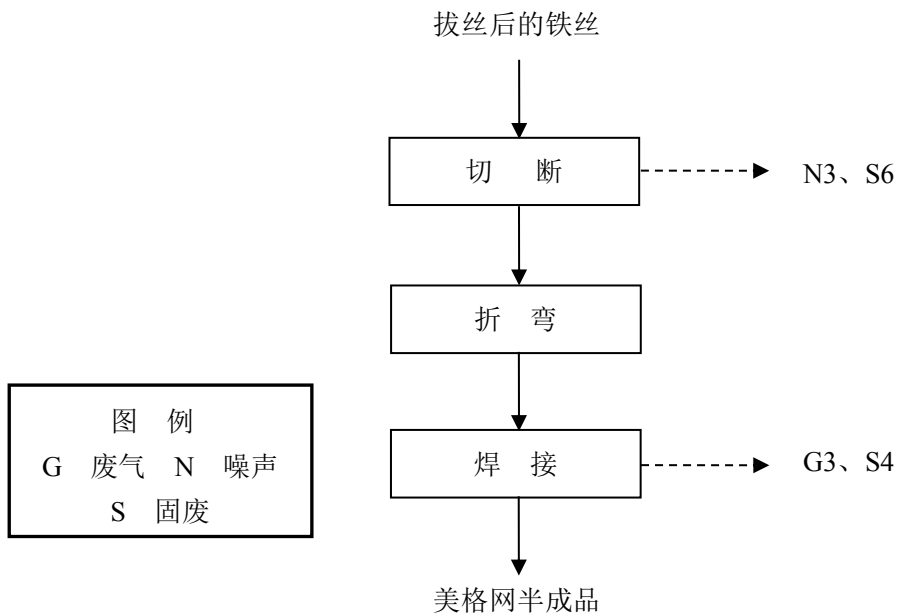 拔丝后的铁丝
切 断
N3、S6
折 弯
图 例
G 废气 N 噪声
S 固废
焊 接
G3、S4
美格网半成品